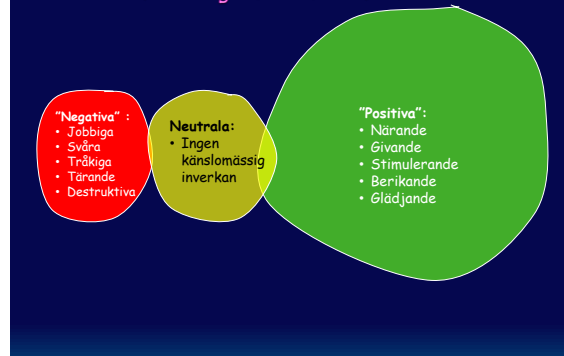 ”Negativa” :
• Jobbiga
• Svåra
• Tråkiga
• Tärande
• Destruktiva
Neutrala:
• Ingen
känslomässig
inverkan
”Positiva”:
• Närande
• Givande
• Stimulerande
• Berikande
• Glädjande